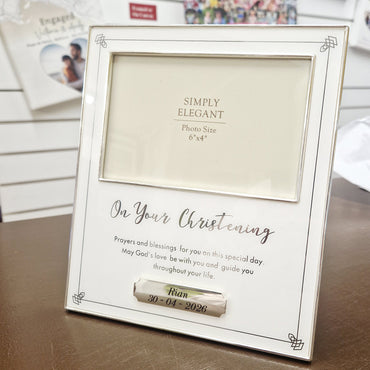 Engaged
SIMPLY
ELEGANT
Photo Size
6"x4"
On Your Christening
Prayers and blessings for you on this special day.
May God's love be with you and guide you
throughout your life.
Rian
30 - 04 - 2026